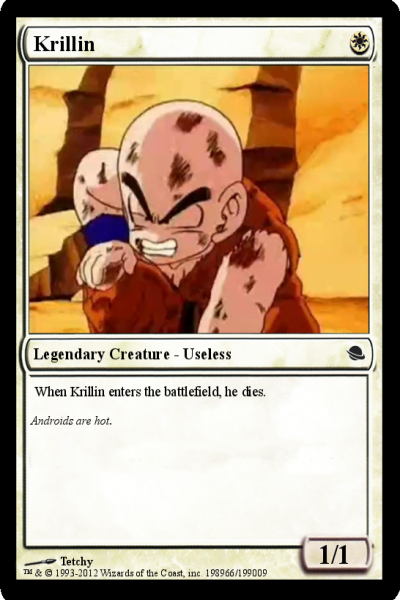 Krillin
Legendary Creature - Useless
When Krillin enters the battlefield, he dies.
Androids are hot.
1/1
Tetchy
™ & © 1993-2012 Wizards of the Coast, inc. 198966/199009